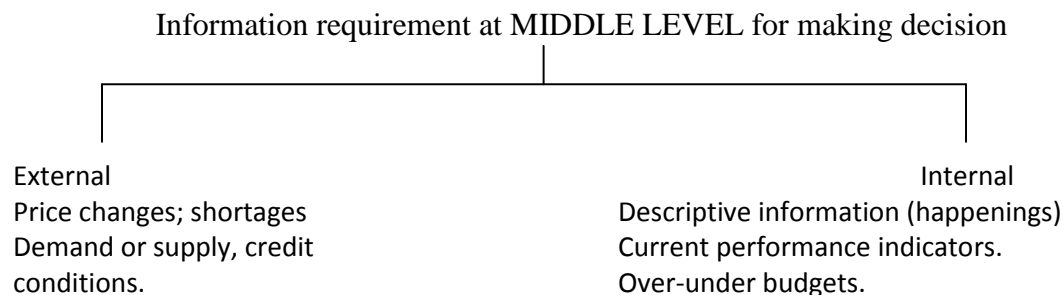 Information requirement at MIDDLE LEVEL for making decision
External
Price changes; shortages
Demand or supply, credit
conditions.
Internal
Descriptive information (happenings)
Current performance indicators.
Over-under budgets.